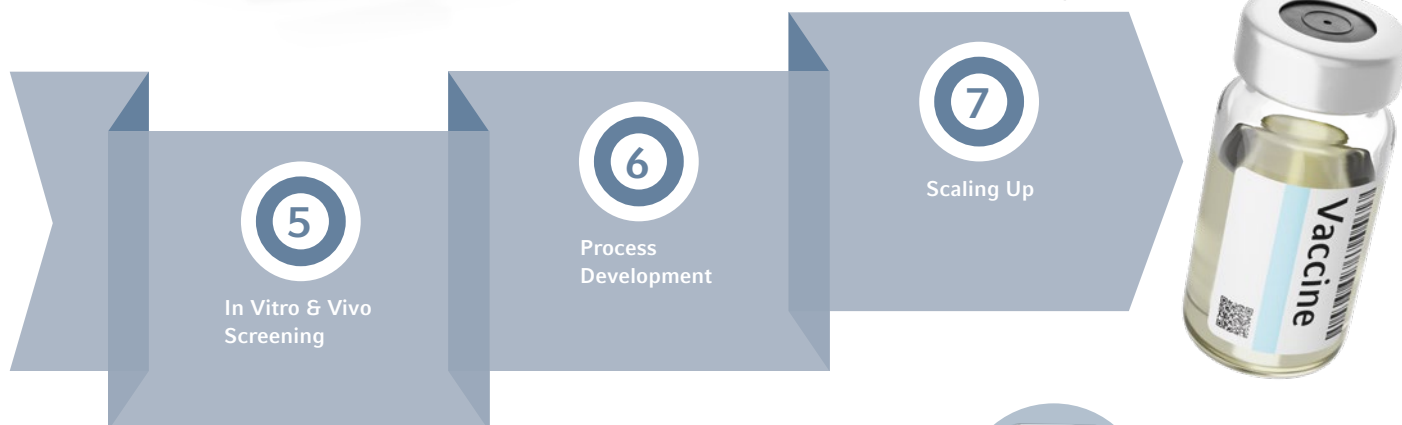 5
In Vitro & Vivo
Screening
6
Process
Development
7
Scaling Up
Vaccine